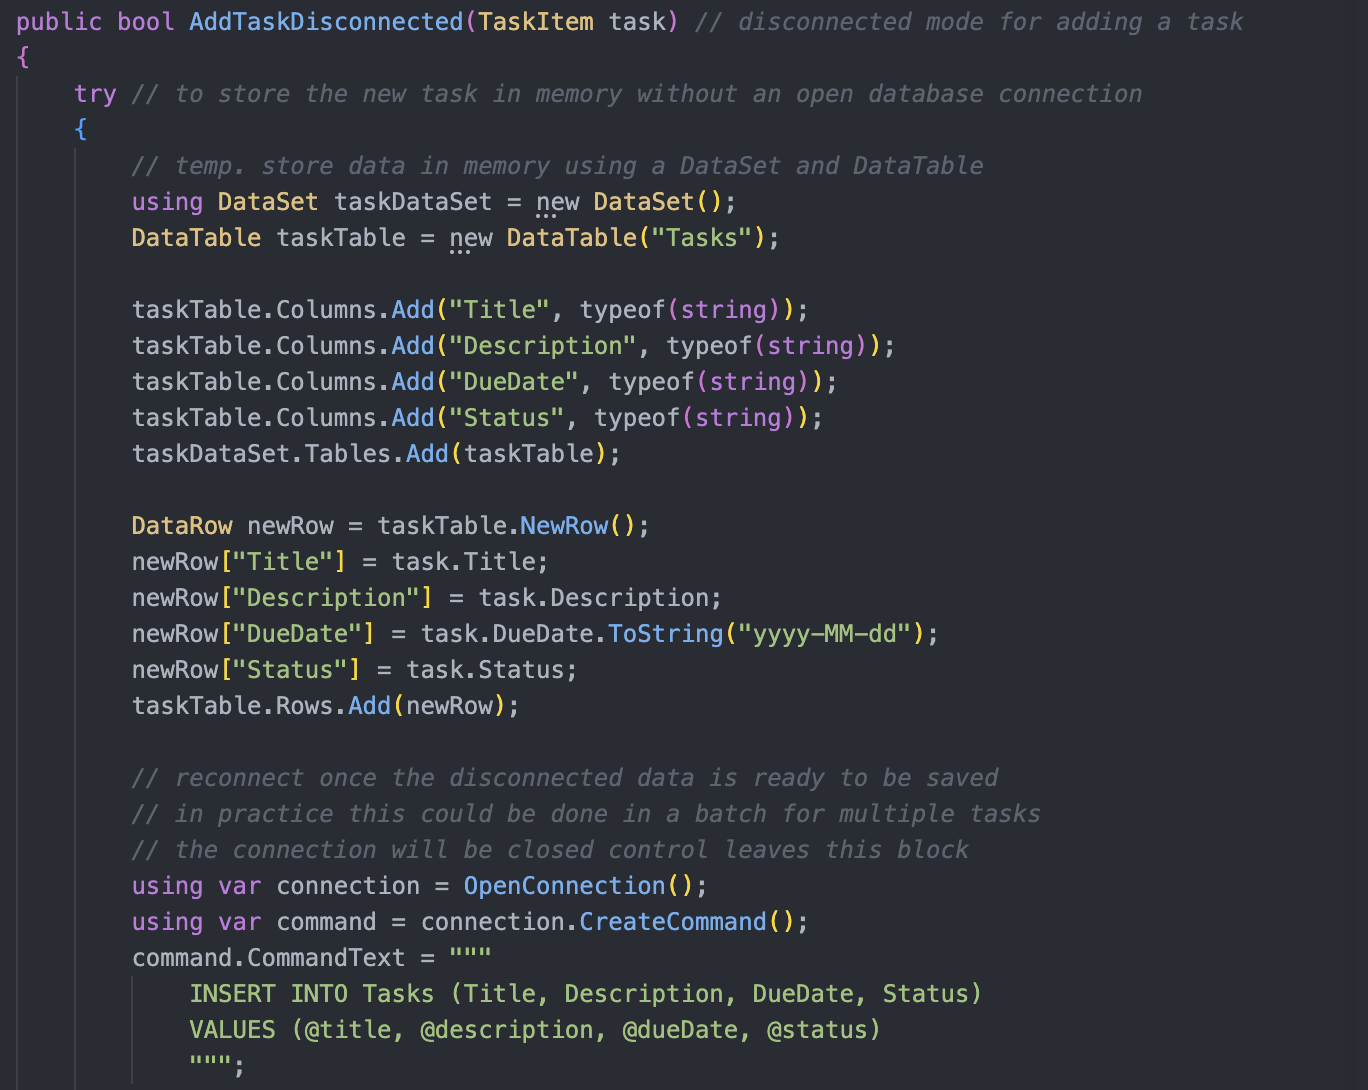 public bool AddTaskDisconnected(TaskItem task) // disconnected mode for adding a task
{
    try // to store the new task in memory without an open database connection
    {
        // temp. store data in memory using a DataSet and DataTable
        using DataSet taskDataSet = new DataSet();
        DataTable taskTable = new DataTable("Tasks");

        taskTable.Columns.Add("Title", typeof(string));
        taskTable.Columns.Add("Description", typeof(string));
        taskTable.Columns.Add("DueDate", typeof(string));
        taskTable.Columns.Add("Status", typeof(string));
        taskDataSet.Tables.Add(taskTable);

        DataRow newRow = taskTable.NewRow();
        newRow["Title"] = task.Title;
        newRow["Description"] = task.Description;
        newRow["DueDate"] = task.DueDate.ToString("yyyy-MM-dd");
        newRow["Status"] = task.Status;
        taskTable.Rows.Add(newRow);

        // reconnect once the disconnected data is ready to be saved
        // in practice this could be done in a batch for multiple tasks
        // the connection will be closed control leaves this block
        using var connection = OpenConnection();
        using var command = connection.CreateCommand();
        command.CommandText = """
            INSERT INTO Tasks (Title, Description, DueDate, Status)
            VALUES (@title, @description, @dueDate, @status)
            """;